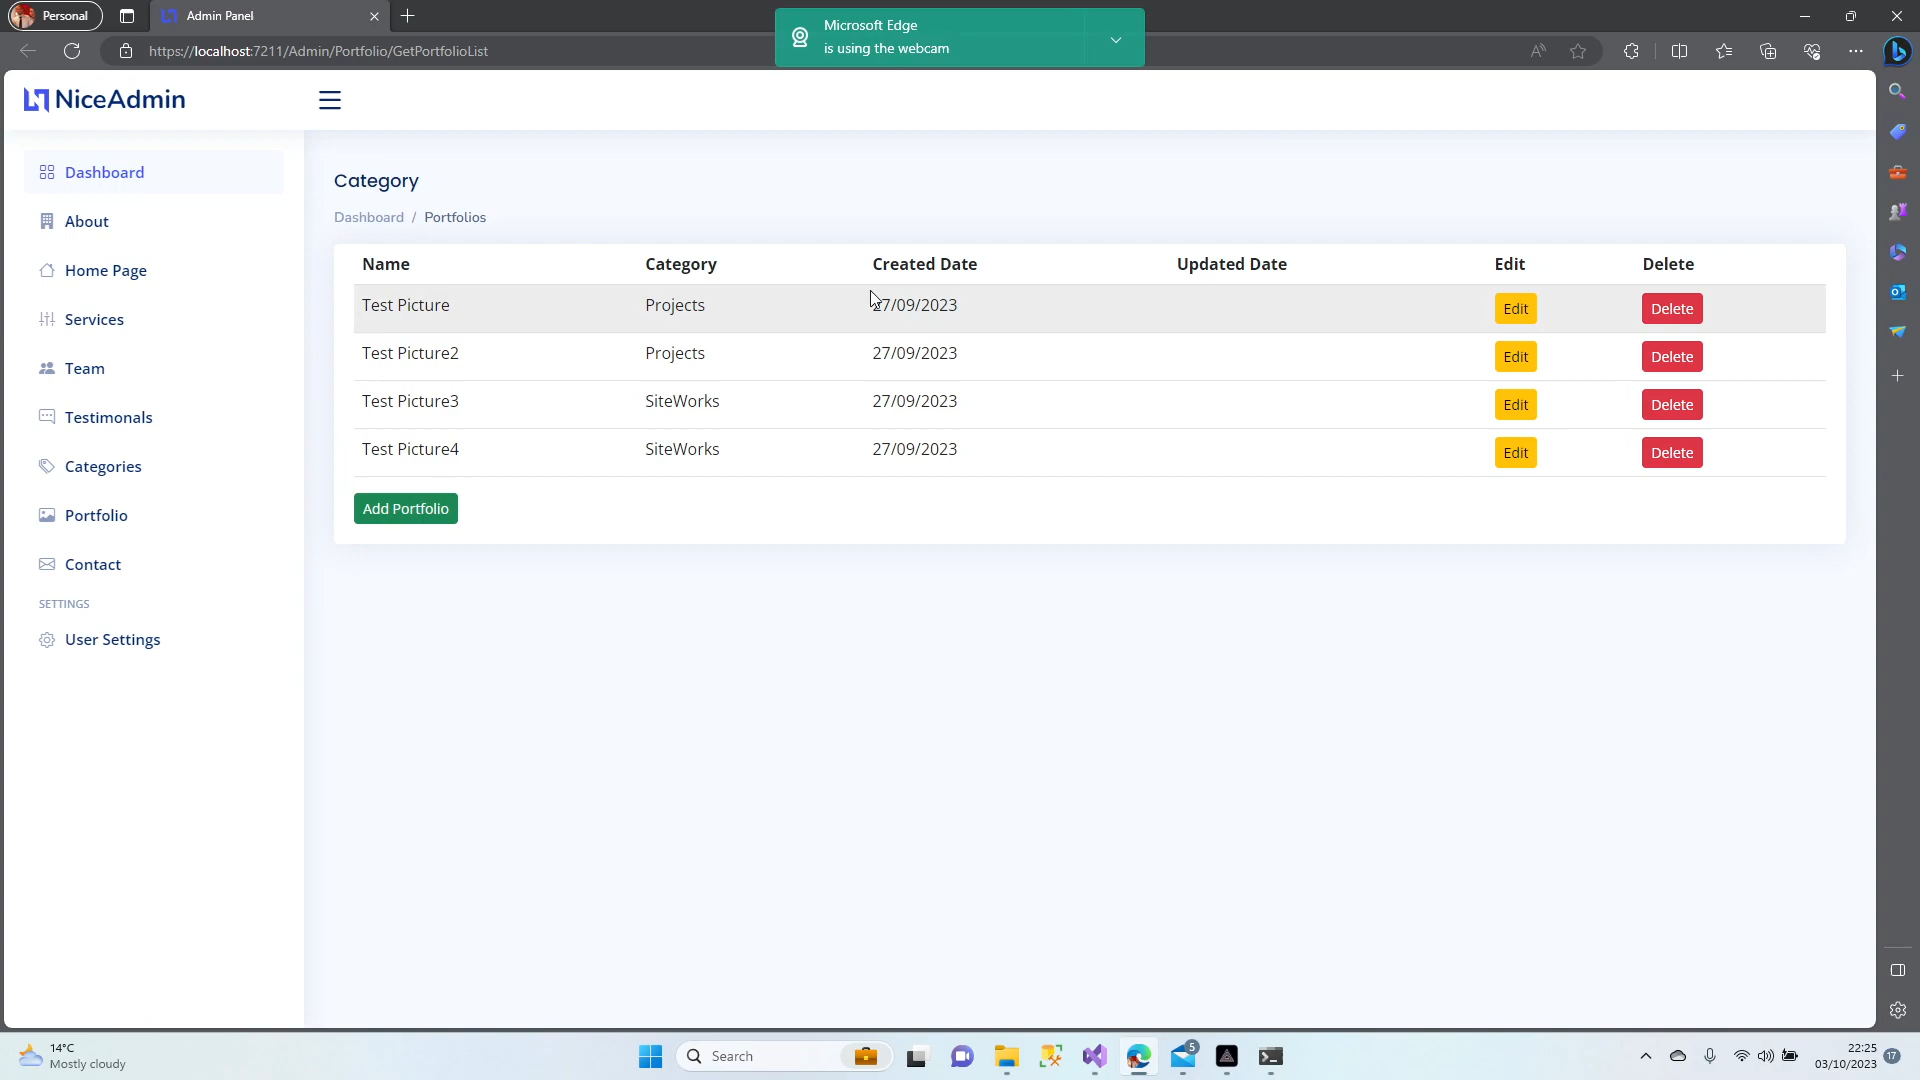 Personal
Admin Panel
Microsoft Edge
is using the webcam
https://localhost:7211/Admin/Portfolio/GetPortfolioList
NiceAdmin
Dashboard
About
Home Page
Services
Team
Testimonals
Categories
Portfolio
Contact
SETTINGS
User Settings
Category
Dashboard / Portfolios
Name Category Created Date Updated Date Edit Delete
Test Picture Projects 27/09/2023 Edit Delete
Test Picture2 Projects 27/09/2023 Edit Delete
Test Picture3 SiteWorks 27/09/2023 Edit Delete
Test Picture4 SiteWorks 27/09/2023 Edit Delete
Add Portfolio
14°C
Mostly cloudy
Search
5
22:25
03/10/2023
17